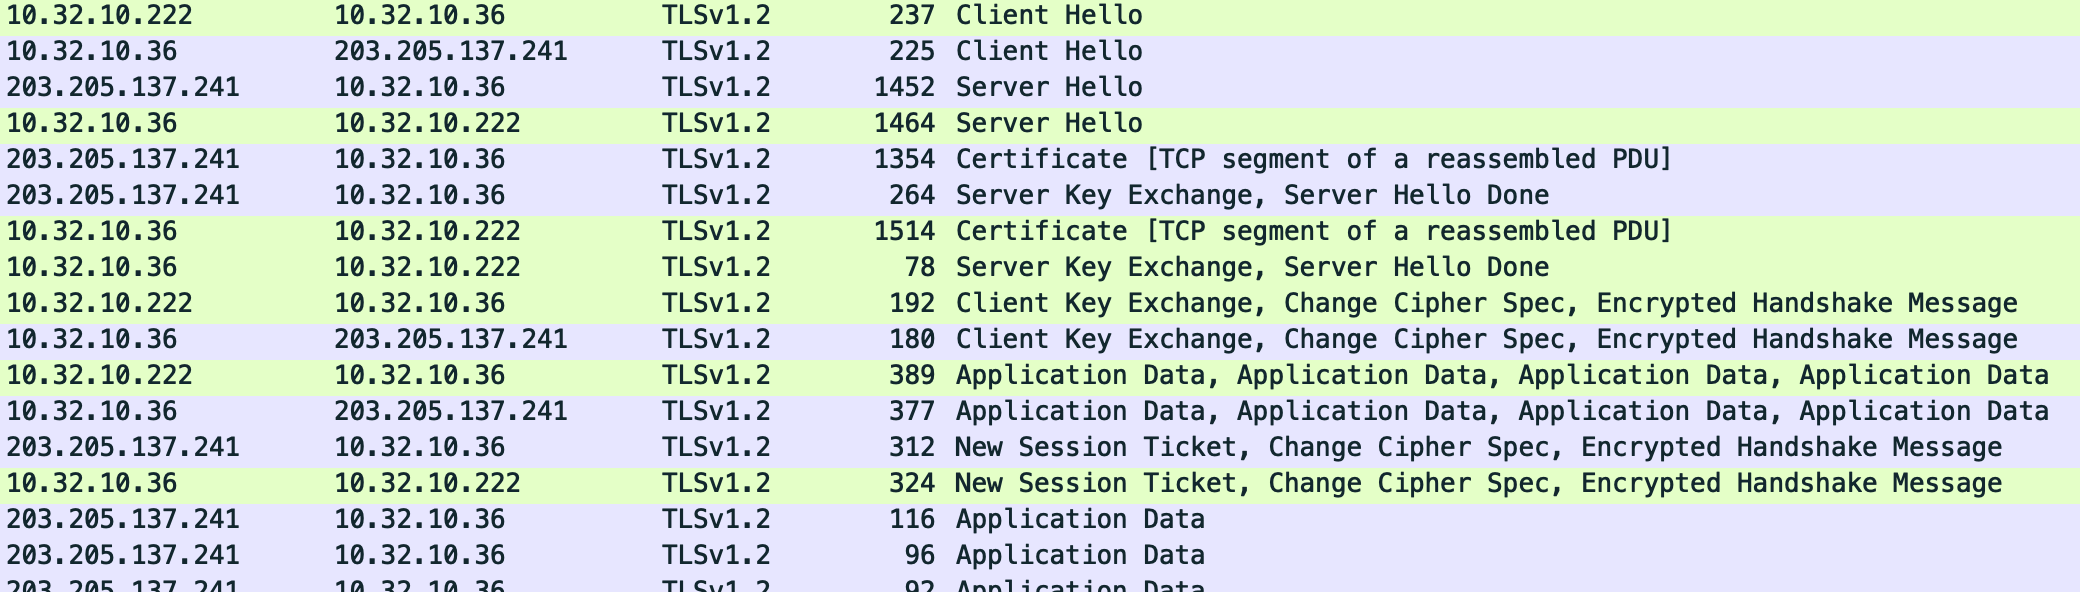 10.32.10.222 10.32.10.36 TLSv1.2 237 Client Hello
10.32.10.36 203.205.137.241 TLSv1.2 225 Client Hello
203.205.137.241 10.32.10.36 TLSv1.2 1452 Server Hello
10.32.10.36 10.32.10.222 TLSv1.2 1464 Server Hello
203.205.137.241 10.32.10.36 TLSv1.2 1354 Certificate [TCP segment of a reassembled PDU]
203.205.137.241 10.32.10.36 TLSv1.2 264 Server Key Exchange, Server Hello Done
10.32.10.36 10.32.10.222 TLSv1.2 1514 Certificate [TCP segment of a reassembled PDU]
10.32.10.36 10.32.10.222 TLSv1.2 78 Server Key Exchange, Server Hello Done
10.32.10.222 10.32.10.36 TLSv1.2 192 Client Key Exchange, Change Cipher Spec, Encrypted Handshake Message
10.32.10.36 203.205.137.241 TLSv1.2 180 Client Key Exchange, Change Cipher Spec, Encrypted Handshake Message
10.32.10.222 10.32.10.36 TLSv1.2 389 Application Data, Application Data, Application Data, Application Data
10.32.10.36 203.205.137.241 TLSv1.2 377 Application Data, Application Data, Application Data, Application Data
203.205.137.241 10.32.10.36 TLSv1.2 312 New Session Ticket, Change Cipher Spec, Encrypted Handshake Message
10.32.10.36 10.32.10.222 TLSv1.2 324 New Session Ticket, Change Cipher Spec, Encrypted Handshake Message
203.205.137.241 10.32.10.36 TLSv1.2 116 Application Data
203.205.137.241 10.32.10.36 TLSv1.2 96 Application Data
203.205.137.241 10.32.10.36 TLSv1.2 92 Application Data